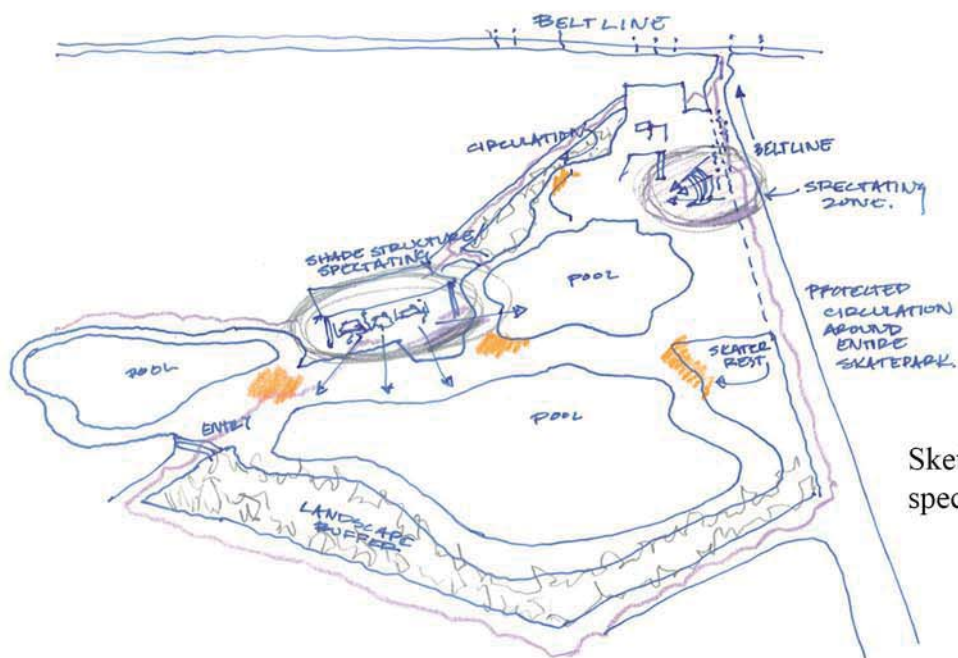 BELTLINE
CIRCULATION
BELTLINE
SPECTATING
ZONE.
SHADE STRUCTURE/
SPECTATING
POOL
PROTECTED
CIRCULATION
AROUND
ENTIRE
SKATEPARK.
SKATER
REST.
POOL
POOL
ENTRY
LANDSCAPE
BUFFER
Sket
spec